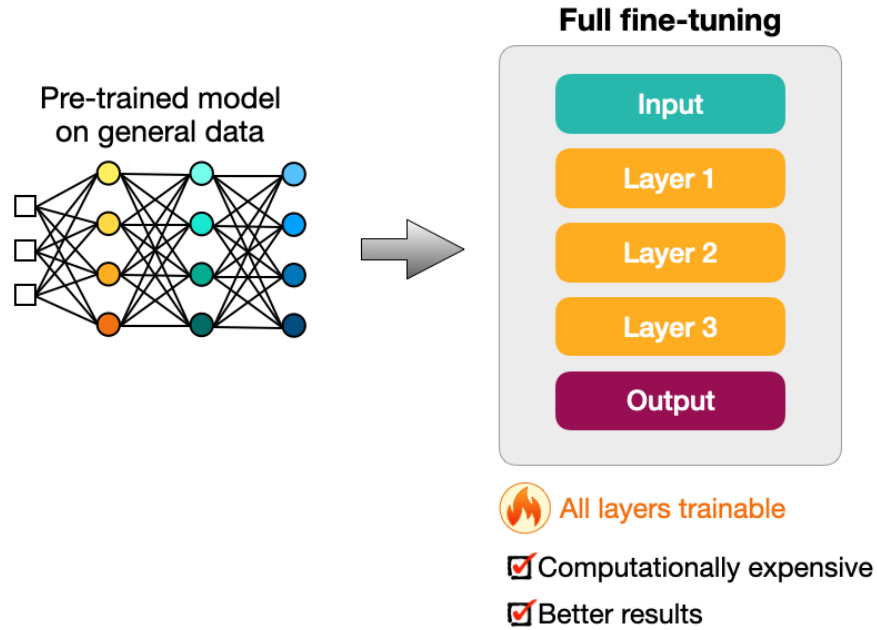 Full fine-tuning
Pre-trained model
on general data
Input
Layer 1
Layer 2
Layer 3
Output
All layers trainable
Computationally expensive
Better results